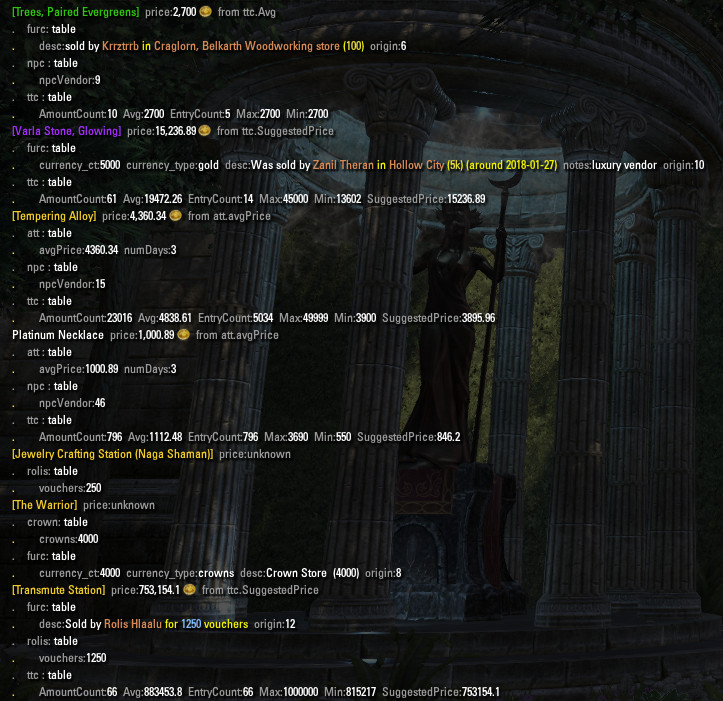 [Trees, Paired Evergreens] price:2,700 from ttc.Avg
. furc: table
. desc:sold by Krrztrrb in Craglorn, Belkarth Woodworking store (100) origin:6
. npc : table
. npcVendor:9
. ttc : table
. AmountCount:10 Avg:2700 EntryCount:5 Max:2700 Min:2700
[Varla Stone, Glowing] price:15,236.89 from ttc.SuggestedPrice
. furc: table
. currency_ct:5000 currency_type:gold desc:Was sold by Zanil Theran in Hollow City (5k) (around 2018-01-27) notes:luxury vendor origin:10
. ttc : table
. AmountCount:61 Avg:19472.26 EntryCount:14 Max:45000 Min:13602 SuggestedPrice:15236.89
[Tempering Alloy] price:4,360.34 from att.avgPrice
. att : table
. avgPrice:4360.34 numDays:3
. npc : table
. npcVendor:15
. ttc : table
. AmountCount:23016 Avg:4838.61 EntryCount:5034 Max:49999 Min:3900 SuggestedPrice:3895.96
Platinum Necklace price:1,000.89 from att.avgPrice
. att : table
. avgPrice:1000.89 numDays:3
. npc : table
. npcVendor:46
. ttc : table
. AmountCount:796 Avg:1112.48 EntryCount:796 Max:3690 Min:550 SuggestedPrice:846.2
[Jewelry Crafting Station (Naga Shaman)] price:unknown
. rolis: table
. vouchers:250
[The Warrior] price:unknown
. crown: table
. crowns:4000
. furc: table
. currency_ct:4000 currency_type:crowns desc:Crown Store (4000) origin:8
[Transmute Station] price:753,154.1 from ttc.SuggestedPrice
. furc: table
. desc:Sold by Rolis Hlaalu for 1250 vouchers origin:12
. rolis: table
. vouchers:1250
. ttc : table
. AmountCount:66 Avg:883453.8 EntryCount:66 Max:1000000 Min:815217 SuggestedPrice:753154.1